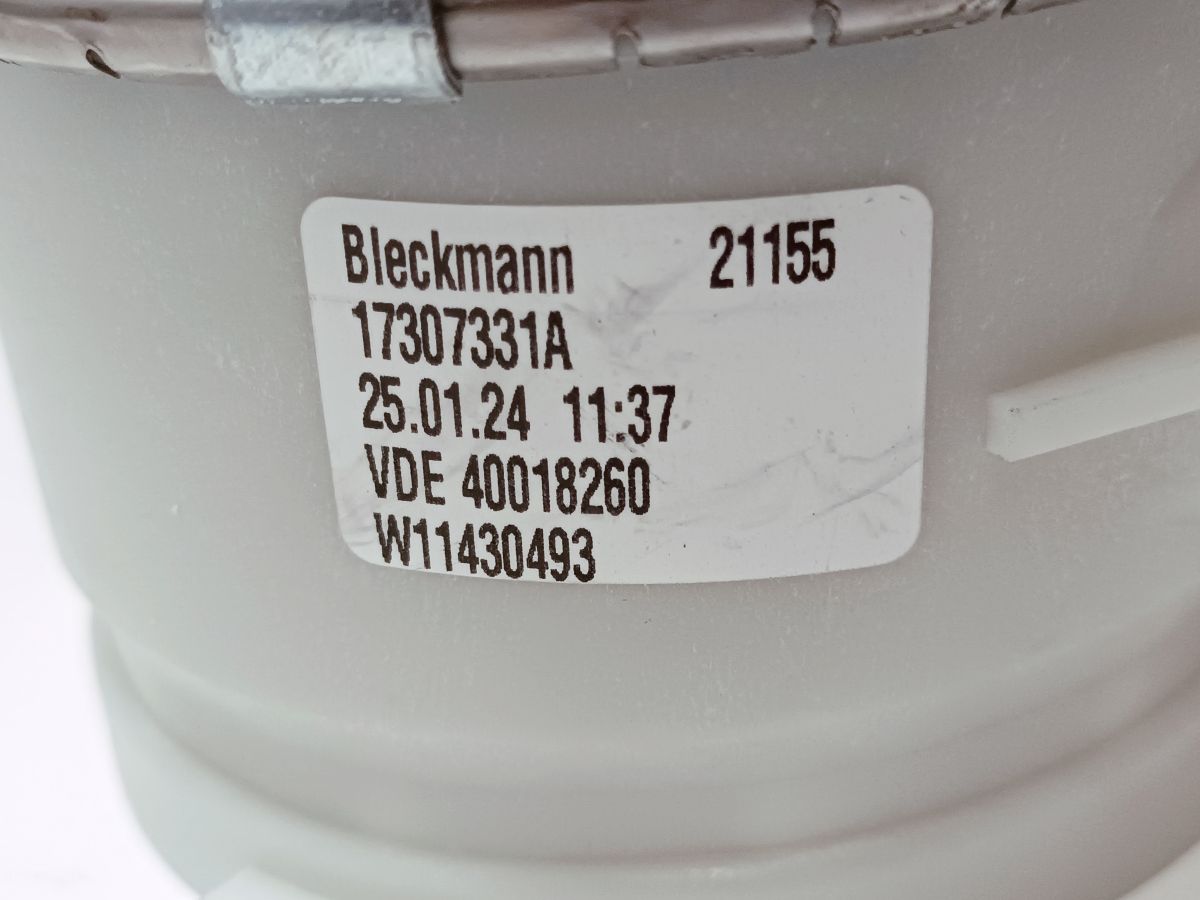 Bleckmann 21155
17307331A
25.01.24 11:37
VDE 40018260
W11430493